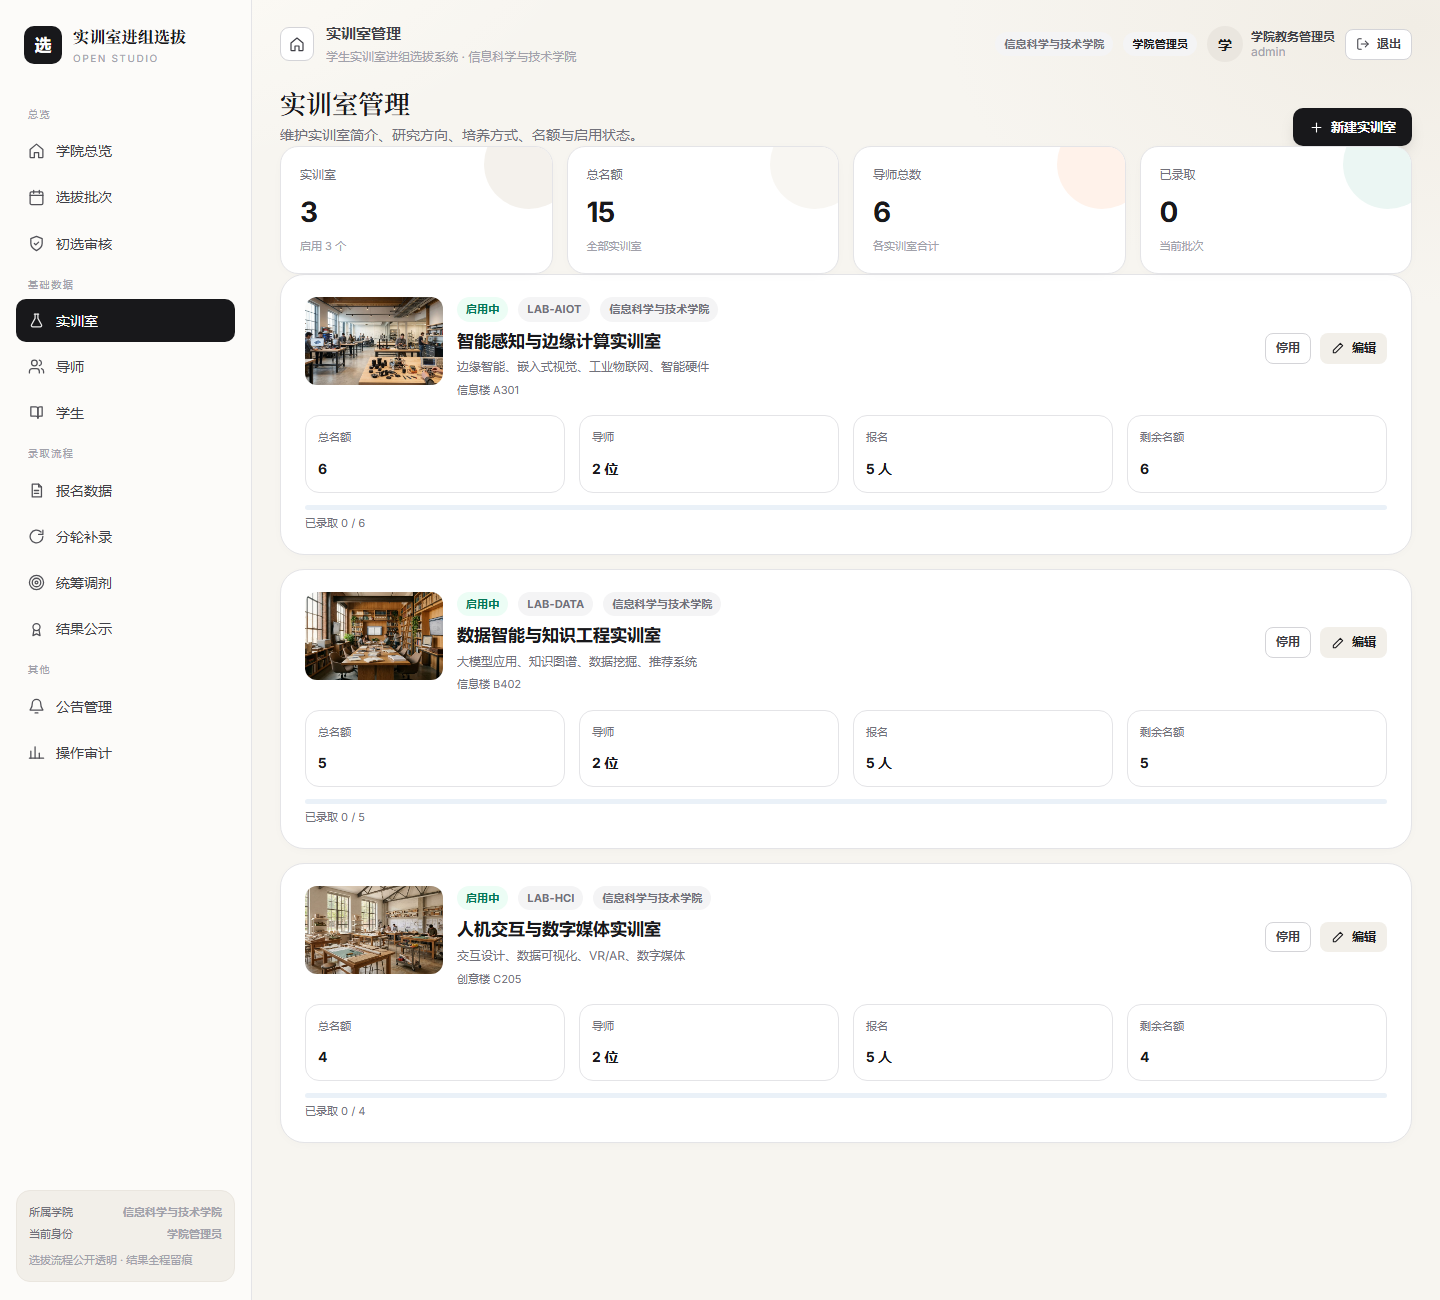 选
实训室进组选拔
OPEN STUDIO
总览
学院总览
选拔批次
初选审核
基础数据
实训室
导师
学生
录取流程
报名数据
分轮补录
统筹调剂
结果公示
其他
公告管理
操作审计
所属学院 信息科学与技术学院
当前身份 学院管理员
选拔流程公开透明 · 结果全程留痕
实训室管理
学生实训室进组选拔系统 · 信息科学与技术学院
信息科学与技术学院
学院管理员
学
学院教务管理员
admin
退出
实训室管理
维护实训室简介、研究方向、培养方式、名额与启用状态。
新建实训室
实训室
3
启用 3 个
总名额
15
全部实训室
导师总数
6
各实训室合计
已录取
0
当前批次
启用中 LAB-AIOT 信息科学与技术学院
智能感知与边缘计算实训室
边缘智能、嵌入式视觉、工业物联网、智能硬件
信息楼 A301
停用 编辑
总名额
6
导师
2 位
报名
5 人
剩余名额
6
已录取 0 / 6
启用中 LAB-DATA 信息科学与技术学院
数据智能与知识工程实训室
大模型应用、知识图谱、数据挖掘、推荐系统
信息楼 B402
停用 编辑
总名额
5
导师
2 位
报名
5 人
剩余名额
5
已录取 0 / 5
启用中 LAB-HCI 信息科学与技术学院
人机交互与数字媒体实训室
交互设计、数据可视化、VR/AR、数字媒体
创意楼 C205
停用 编辑
总名额
4
导师
2 位
报名
5 人
剩余名额
4
已录取 0 / 4